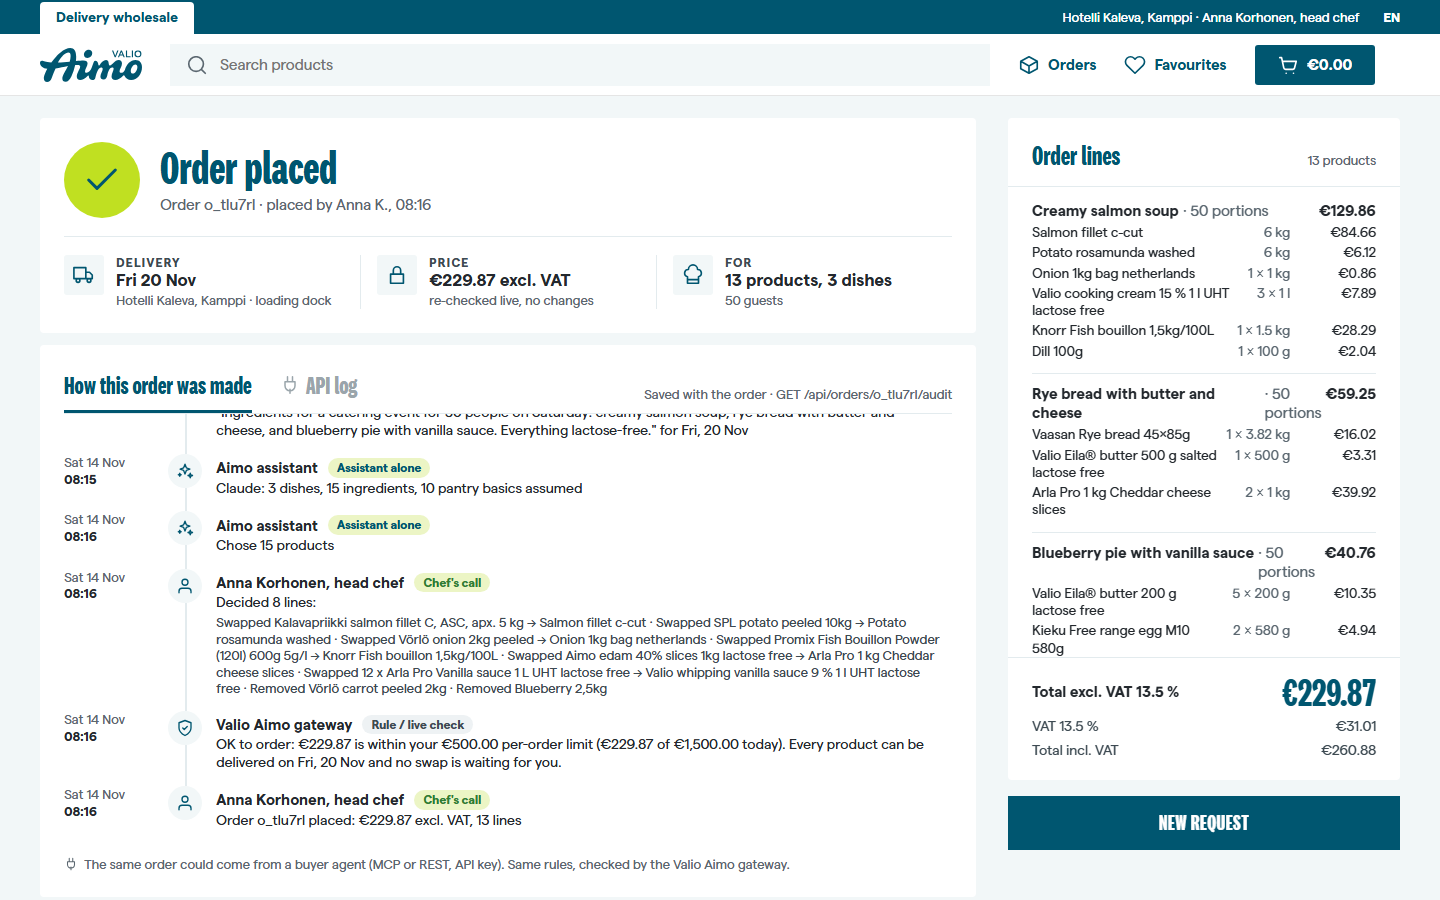 Delivery wholesale
Hotelli Kaleva, Kamppi · Anna Korhonen, head chef
EN
VALIO
Aimo
Search products
Orders
Favourites
€0.00
Order placed
Order o_tlu7rl · placed by Anna K., 08:16
DELIVERY
Fri 20 Nov
Hotelli Kaleva, Kamppi · loading dock
PRICE
€229.87 excl. VAT
re-checked live, no changes
FOR
13 products, 3 dishes
50 guests
How this order was made
API log
Saved with the order · GET /api/orders/o_tlu7rl/audit
"ingredients for a catering event for 50 people on Saturday: creamy salmon soup, rye bread with butter and
cheese, and blueberry pie with vanilla sauce. Everything lactose-free." for Fri, 20 Nov
Sat 14 Nov
08:15
Aimo assistant
Assistant alone
Claude: 3 dishes, 15 ingredients, 10 pantry basics assumed
Sat 14 Nov
08:16
Aimo assistant
Assistant alone
Chose 15 products
Sat 14 Nov
08:16
Anna Korhonen, head chef
Chef's call
Decided 8 lines:
Swapped Kalavapriikki salmon fillet C, ASC, apx. 5 kg → Salmon fillet c-cut · Swapped SPL potato peeled 10kg → Potato
rosamunda washed · Swapped Vörlö onion 2kg peeled → Onion 1kg bag netherlands · Swapped Promix Fish Bouillon Powder
(120l) 600g 5g/l → Knorr Fish bouillon 1,5kg/100L · Swapped Aimo edam 40% slices 1kg lactose free → Arla Pro 1 kg Cheddar
cheese slices · Swapped 12 x Arla Pro Vanilla sauce 1 L UHT lactose free → Valio whipping vanilla sauce 9 % 1 l UHT lactose
free · Removed Vörlö carrot peeled 2kg · Removed Blueberry 2,5kg
Sat 14 Nov
08:16
Valio Aimo gateway
Rule / live check
OK to order: €229.87 is within your €500.00 per-order limit (€229.87 of €1,500.00 today). Every product can be
delivered on Fri, 20 Nov and no swap is waiting for you.
Sat 14 Nov
08:16
Anna Korhonen, head chef
Chef's call
Order o_tlu7rl placed: €229.87 excl. VAT, 13 lines
The same order could come from a buyer agent (MCP or REST, API key). Same rules, checked by the Valio Aimo gateway.
Order lines
13 products
Creamy salmon soup · 50 portions €129.86
Salmon fillet c-cut 6 kg €84.66
Potato rosamunda washed 6 kg €6.12
Onion 1kg bag netherlands 1 × 1 kg €0.86
Valio cooking cream 15 % 1 l UHT 3 × 1 l €7.89
lactose free
Knorr Fish bouillon 1,5kg/100L 1 × 1.5 kg €28.29
Dill 100g 1 × 100 g €2.04
Rye bread with butter and · 50 €59.25
cheese portions
Vaasan Rye bread 45×85g 1 × 3.82 kg €16.02
Valio Eila® butter 500 g salted 1 × 500 g €3.31
lactose free
Arla Pro 1 kg Cheddar cheese 2 × 1 kg €39.92
slices
Blueberry pie with vanilla sauce · 50 €40.76
portions
Valio Eila® butter 200 g 5 × 200 g €10.35
lactose free
Kieku Free range egg M10 2 × 580 g €4.94
580g
Total excl. VAT 13.5 % €229.87
VAT 13.5 % €31.01
Total incl. VAT €260.88
NEW REQUEST